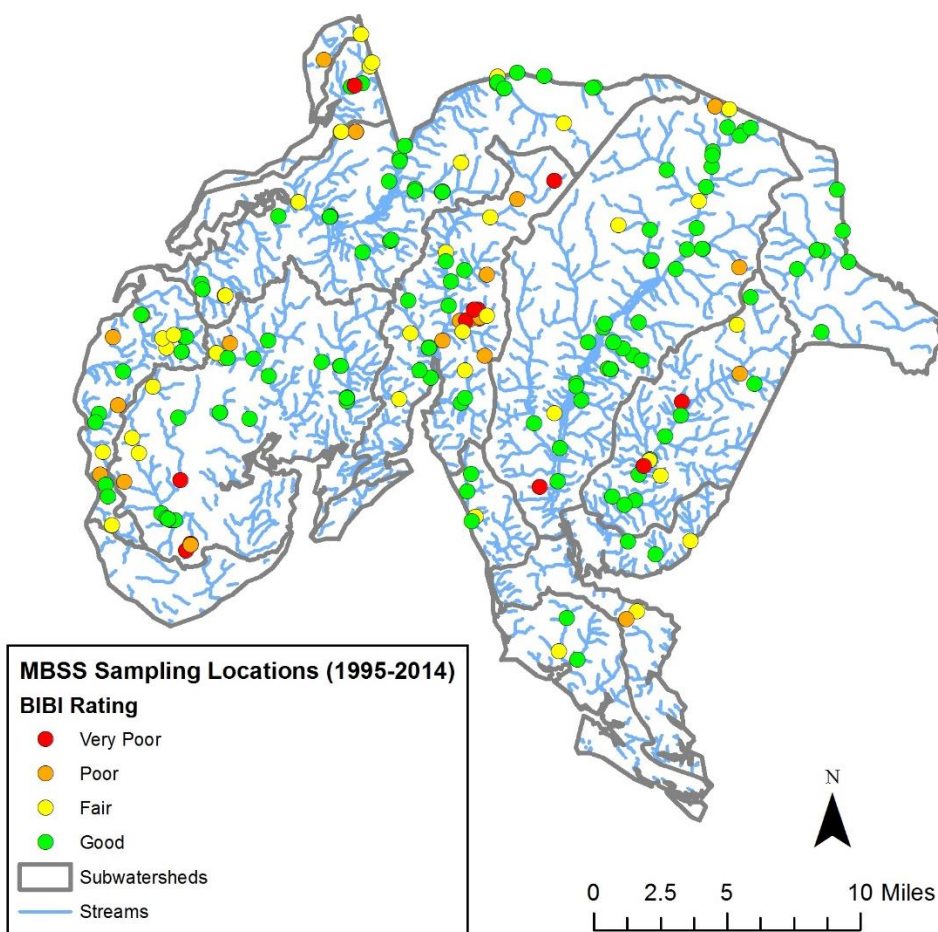 MBSS Sampling Locations (1995-2014)
BIBI Rating
Very Poor
Poor
Fair
Good
Subwatersheds
Streams
N
0 2.5 5 10 Miles